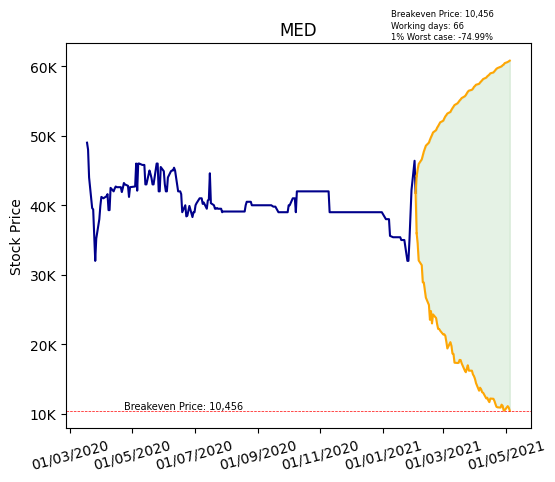 Breakeven Price: 10,456
Working days: 66
1% Worst case: -74.99%
MED
60K
50K
40K
30K
20K
10K
Stock Price
Breakeven Price: 10,456
01/03/2020
01/05/2020
01/07/2020
01/09/2020
01/11/2020
01/01/2021
01/03/2021
01/05/2021